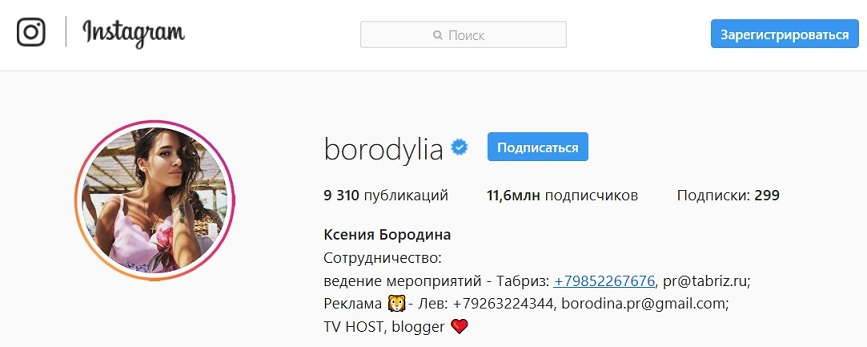 Instagram
Поиск
Зарегистрироваться
borodylia
Подписаться
9 310 публикаций 11,6млн подписчиков Подписки: 299
Ксения Бородина
Сотрудничество:
ведение мероприятий - Табриз: +79852267676, pr@tabriz.ru;
Реклама 🦁- Лев: +79263224344, borodina.pr@gmail.com;
TV HOST, blogger ❤️